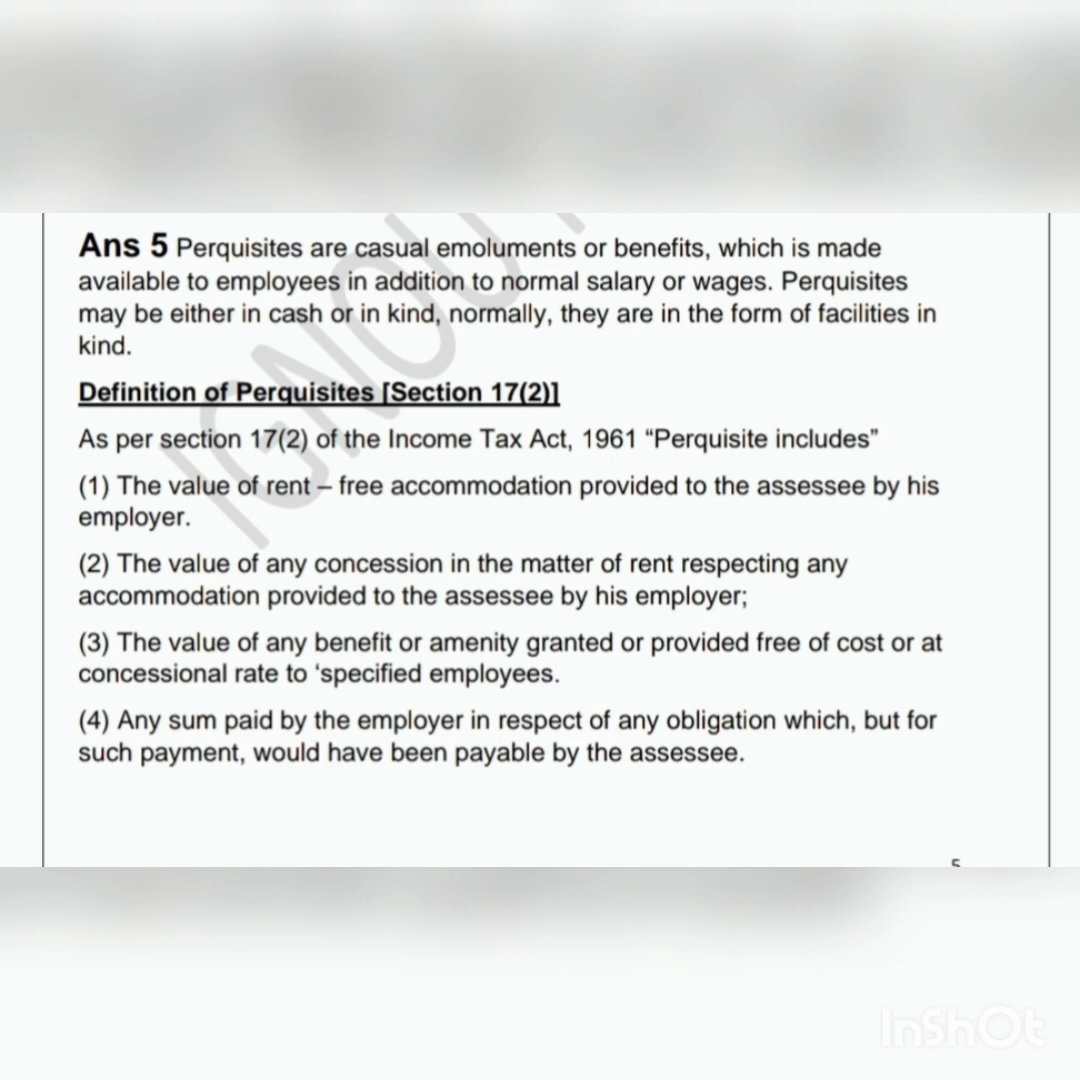 Ans 5 Perquisites are casual emoluments or benefits, which is made
available to employees in addition to normal salary or wages. Perquisites
may be either in cash or in kind, normally, they are in the form of facilities in
kind.
Definition of Perquisites [Section 17(2)]
As per section 17(2) of the Income Tax Act, 1961 “Perquisite includes”
(1) The value of rent – free accommodation provided to the assessee by his
employer.
(2) The value of any concession in the matter of rent respecting any
accommodation provided to the assessee by his employer;
(3) The value of any benefit or amenity granted or provided free of cost or at
concessional rate to ‘specified employees.
(4) Any sum paid by the employer in respect of any obligation which, but for
such payment, would have been payable by the assessee.
IGNOU
InShOt